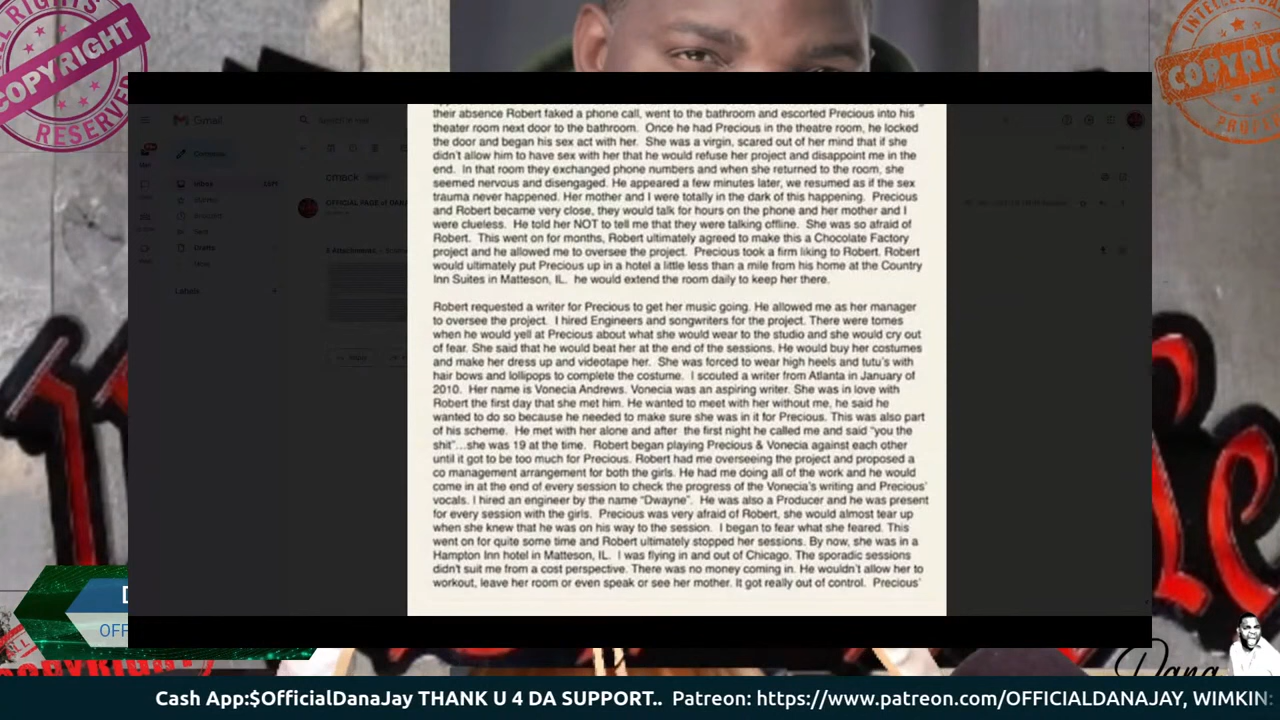 COPYRIGHT
RESERVED
COPYRIGHT
their absence Robert faked a phone call, went to the bathroom and escorted Precious into his
theater room next door to the bathroom. Once he had Precious in the theatre room, he locked
the door and began his sex act with her. She was a virgin, scared out of her mind that if she
didn't allow him to have sex with her that he would refuse her project and disappoint me in the
end. In that room they exchanged phone numbers and when she returned to the room, she
seemed nervous and disengaged. He appeared a few minutes later, we resumed as if the sex
trauma never happened. Her mother and I were totally in the dark of this happening. Precious
and Robert became very close, they would talk for hours on the phone and her mother and I
were clueless. He told her NOT to tell me that they were talking offline. She was so afraid of
Robert. This went on for months, Robert ultimately agreed to make this a Chocolate Factory
project and he allowed me to oversee the project. Precious took a firm liking to Robert. Robert
would ultimately put Precious up in a hotel a little less than a mile from his home at the Country
Inn Suites in Matteson, IL. he would extend the room daily to keep her there.
Robert requested a writer for Precious to get her music going. He allowed me as her manager
to oversee the project. I hired Engineers and songwriters for the project. There were tomes
when he would yell at Precious about what she would wear to the studio and she would cry out
of fear. She said that he would beat her at the end of the sessions. He would buy her costumes
and make her dress up and videotape her. She was forced to wear high heels and tutu's with
hair bows and lollipops to complete the costume. I scouted a writer from Atlanta in January of
2010. Her name is Vonecia Andrews. Vonecia was an aspiring writer. She was in love with
Robert the first day that she met him. He wanted to meet with her without me, he said he
wanted to do so because he needed to make sure she was in it for Precious. This was also part
of his scheme. He met with her alone and after the first night he called me and said "you the
shit"...she was 19 at the time. Robert began playing Precious & Vonecia against each other
until it got to be too much for Precious. Robert had me overseeing the project and proposed a
co management arrangement for both the girls. He had me doing all of the work and he would
come in at the end of every session to check the progress of the Vonecia's writing and Precious'
vocals. I hired an engineer by the name "Dwayne". He was also a Producer and he was present
for every session with the girls. Precious was very afraid of Robert, she would almost tear up
when she knew that he was on his way to the session. I began to fear what she feared. This
went on for quite some time and Robert ultimately stopped her sessions. By now, she was in a
Hampton Inn hotel in Matteson, IL. I was flying in and out of Chicago. The sporadic sessions
didn't suit me from a cost perspective. There was no money coming in. He wouldn't allow her to
workout, leave her room or even speak or see her mother. It got really out of control. Precious'
Gmail
Compose
Inbox
Drafts
Labels
OFFICIAL PAGE of
D
OFF
Dana
Cash App:$OfficialDanaJay THANK U 4 DA SUPPORT.. Patreon: https://www.patreon.com/OFFICIALDANAJAY, WIMKIN: